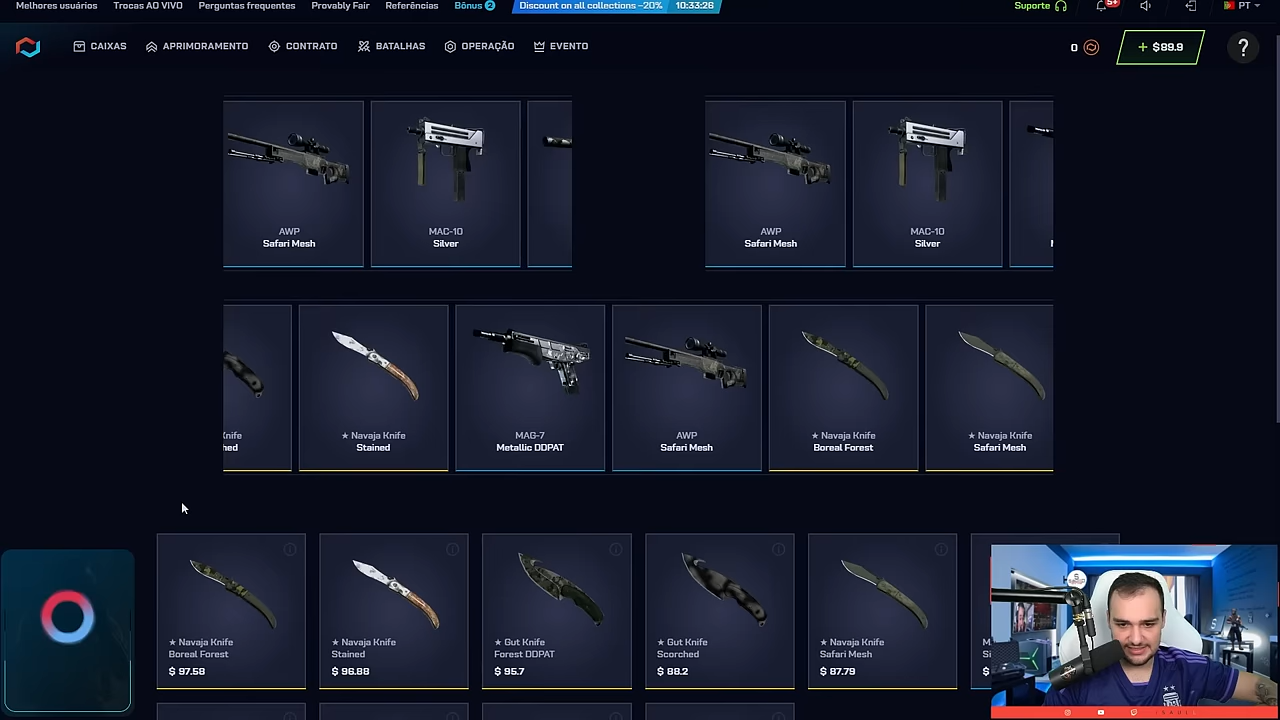 Melhores usuários Trocas AO VIVO Perguntas frequentes Provably Fair Referências Bônus 2 Discount on all collections –20% 10:33:26 Suporte 5+ PT
CAIXAS APRIMORAMENTO CONTRATO BATALHAS OPERAÇÃO EVENTO 0 + $89.9 ?
AWP
Safari Mesh
MAC-10
Silver
AWP
Safari Mesh
MAC-10
Silver
★ Navaja Knife
Stained
MAG-7
Metallic DDPAT
AWP
Safari Mesh
★ Navaja Knife
Boreal Forest
★ Navaja Knife
Safari Mesh
★ Navaja Knife
Boreal Forest
$ 97.58
★ Navaja Knife
Stained
$ 96.88
★ Gut Knife
Forest DDPAT
$ 95.7
★ Gut Knife
Scorched
$ 88.2
★ Navaja Knife
Safari Mesh
$ 87.79